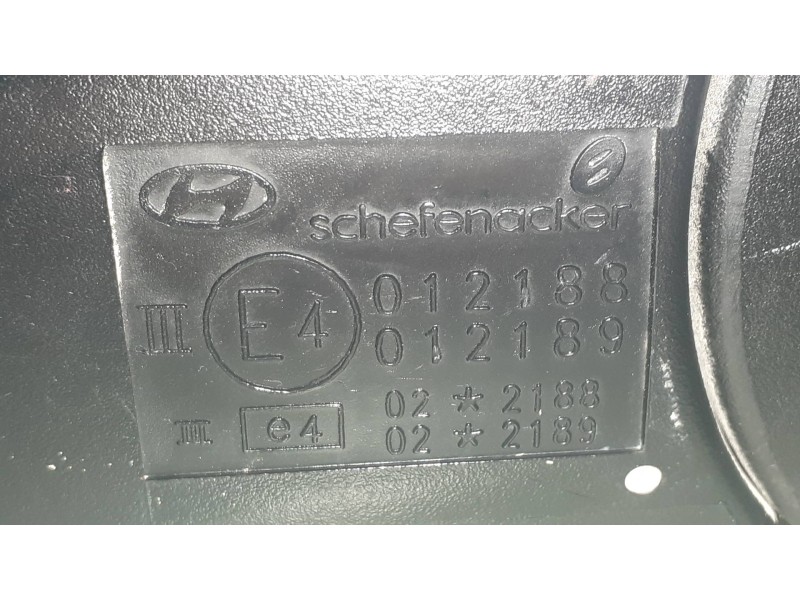 schefenacker
III E4 012188
012189
III e4 02 * 2188
02 * 2189